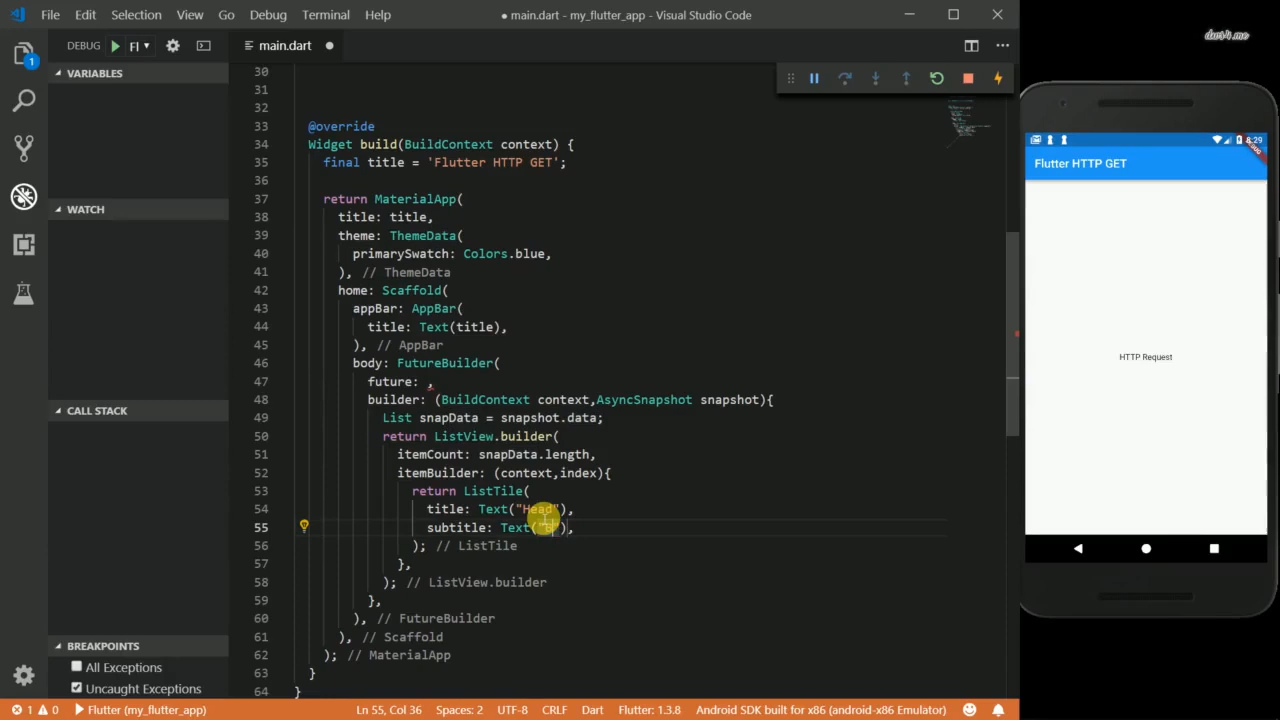 File Edit Selection View Go Debug Terminal Help
● main.dart - my_flutter_app - Visual Studio Code
DEBUG Fl
main.dart
1
VARIABLES
WATCH
CALL STACK
BREAKPOINTS
All Exceptions
Uncaught Exceptions
30
31
32
33 @override
34 Widget build(BuildContext context) {
35 final title = 'Flutter HTTP GET';
36
37 return MaterialApp(
38 title: title,
39 theme: ThemeData(
40 primarySwatch: Colors.blue,
41 ), // ThemeData
42 home: Scaffold(
43 appBar: AppBar(
44 title: Text(title),
45 ), // AppBar
46 body: FutureBuilder(
47 future: ,
48 builder: (BuildContext context,AsyncSnapshot snapshot){
49 List snapData = snapshot.data;
50 return ListView.builder(
51 itemCount: snapData.length,
52 itemBuilder: (context,index){
53 return ListTile(
54 title: Text("Head"),
55 subtitle: Text("B"),
56 ); // ListTile
57 },
58 ); // ListView.builder
59 },
60 ), // FutureBuilder
61 ), // Scaffold
62 ); // MaterialApp
63 }
64 }
8:29
Flutter HTTP GET
HTTP Request
1 0 Flutter (my_flutter_app) Ln 55, Col 36 Spaces: 2 UTF-8 CRLF Dart Flutter: 1.3.8 Android SDK built for x86 (android-x86 Emulator)